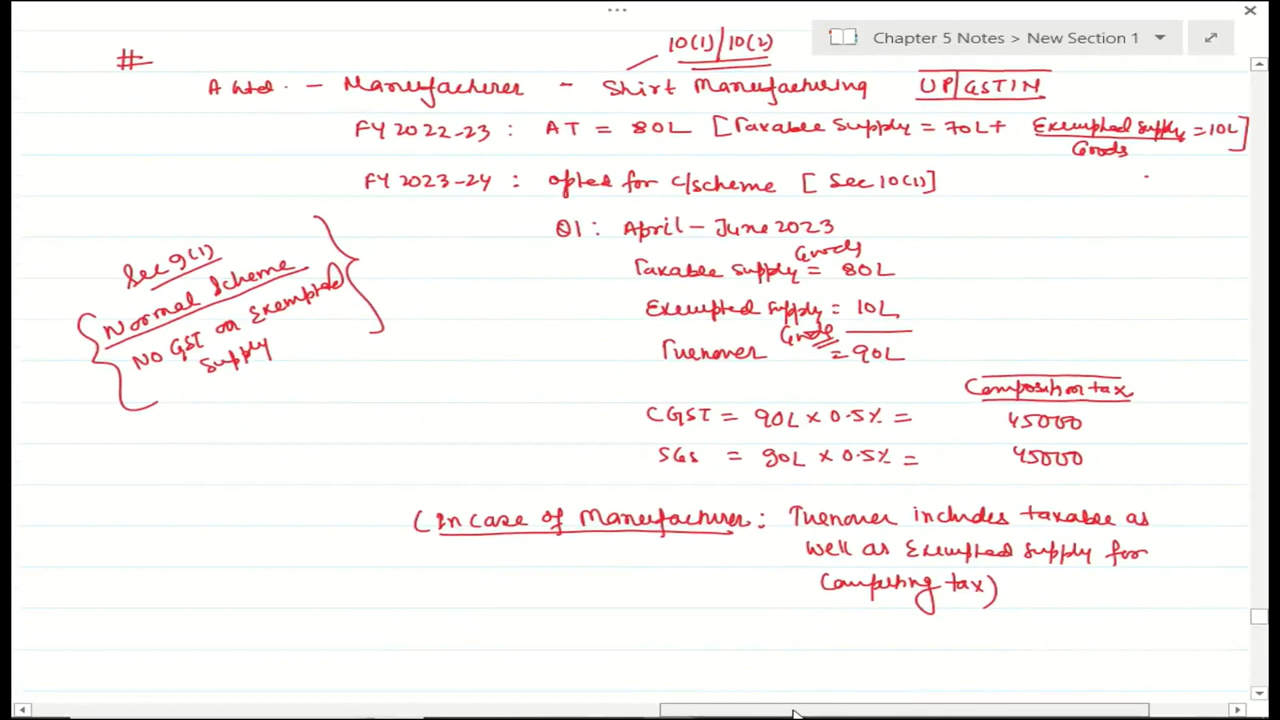 Chapter 5 Notes > New Section 1
10(1)/10(2)
#
A Ltd. - Manufacturer - Shirt Manufacturing UP/GSTIN
FY 2022-23 : AT = 80L [Taxable Supply = 70L + Exempted Supply = 10L]
Goods
FY 2023-24 : opted for c/scheme [Sec 10(1)]
Q1: April - June 2023
Goods
Taxable supply = 80L
Exempted supply = 10L
Goods
Turnover = 90L
Sec 9(1)
Normal Scheme
NO GST on Exempted
Supply
Composition tax
CGST = 90L x 0.5% = 45000
SGS = 90L x 0.5% = 45000
(In case of Manufacturer: Turnover includes taxable as
well as Exempted supply for
Computing tax)